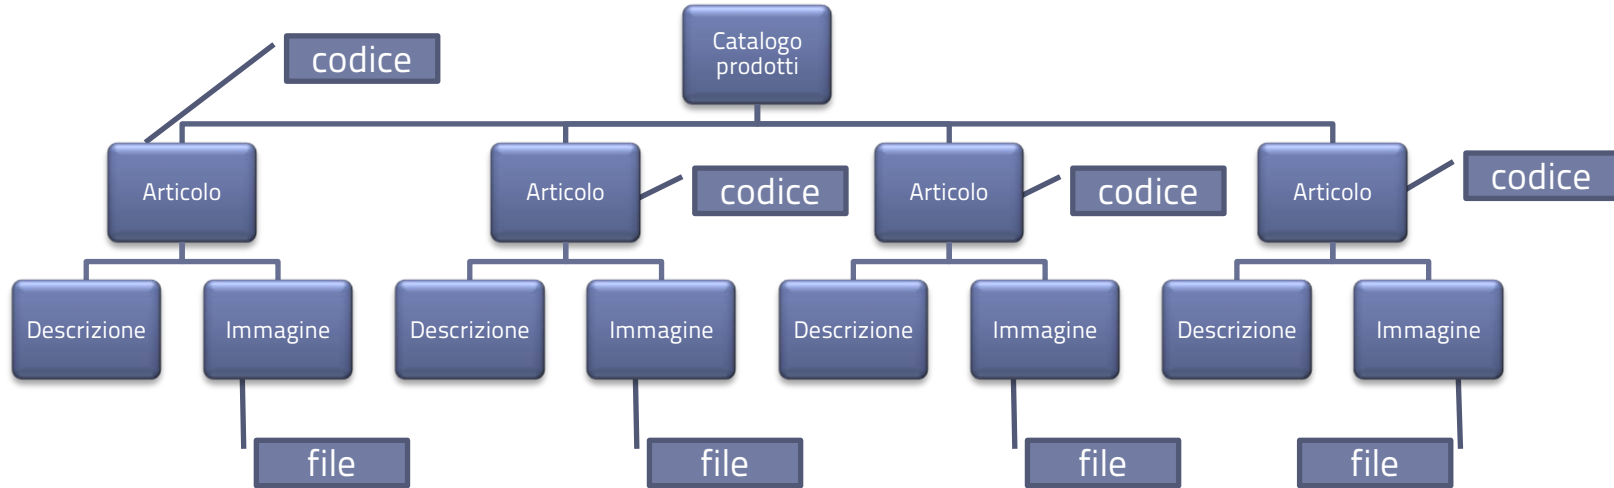 Catalogo
prodotti
codice
Articolo
Articolo
codice
Articolo
codice
Articolo
codice
Descrizione
Immagine
Descrizione
Immagine
Descrizione
Immagine
Descrizione
Immagine
file
file
file
file